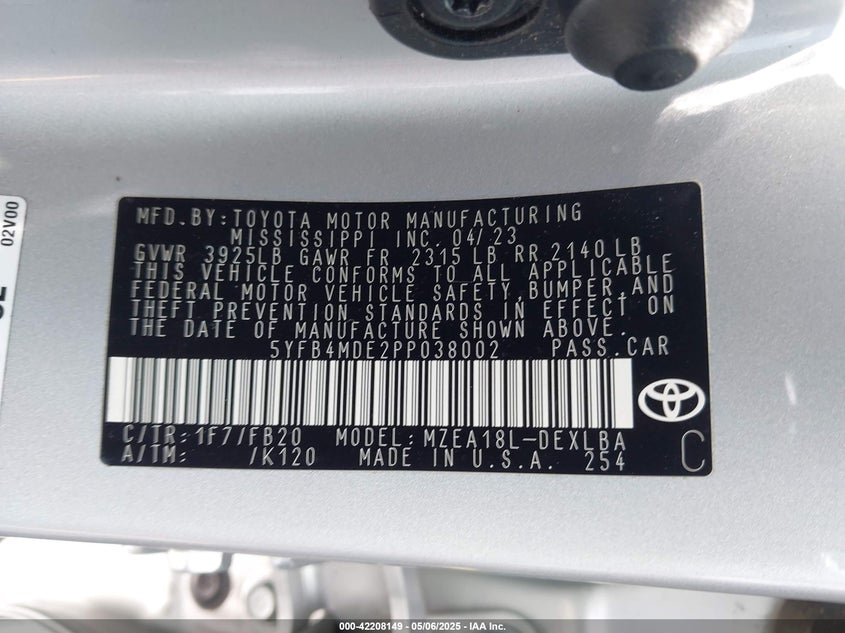 02V00
MFD.BY:TOYOTA MOTOR MANUFACTURING
MISSISSIPPI INC. 04/23
GVWR 3925LB GAWR FR 2315 LB RR 2140 LB
THIS VEHICLE CONFORMS TO ALL APPLICABLE
FEDERAL MOTOR VEHICLE SAFETY,BUMPER,AND
THEFT PREVENTION STANDARDS IN EFFECT ON
THE DATE OF MANUFACTURE SHOWN ABOVE.
5YFB4MDE2PP038002 PASS.CAR
C/TR:1F7/FB20 MODEL:MZEA18L-DEXLBA
A/TM: /K120 MADE IN U.S.A. 254 C
000-42208149 - 05/06/2025 - IAA Inc.